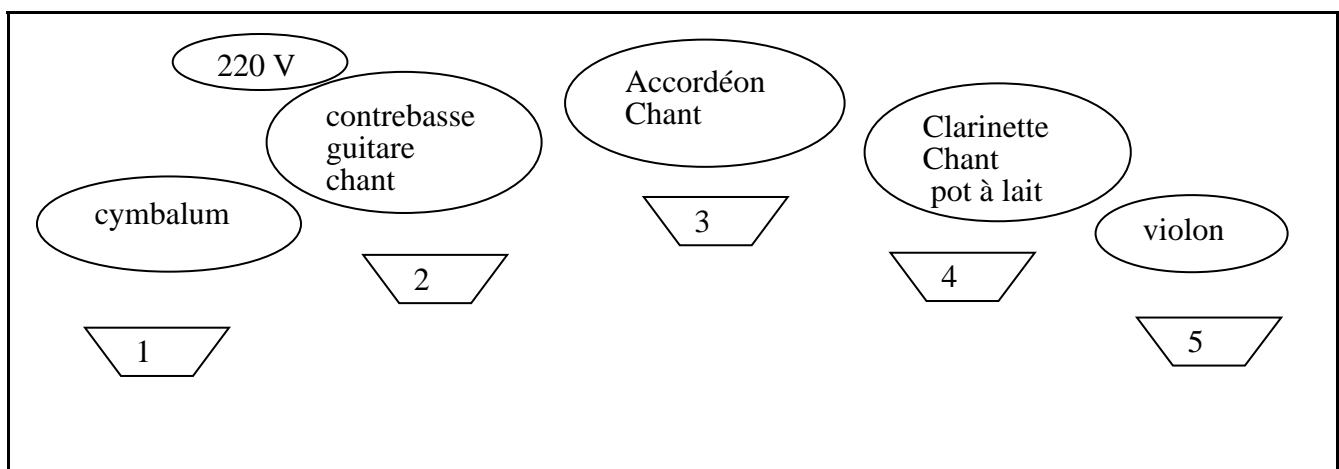 220 V
contrebasse
guitare
chant
Accordéon
Chant
Clarinette
Chant
pot à lait
cymbalum
violon
1
2
3
4
5